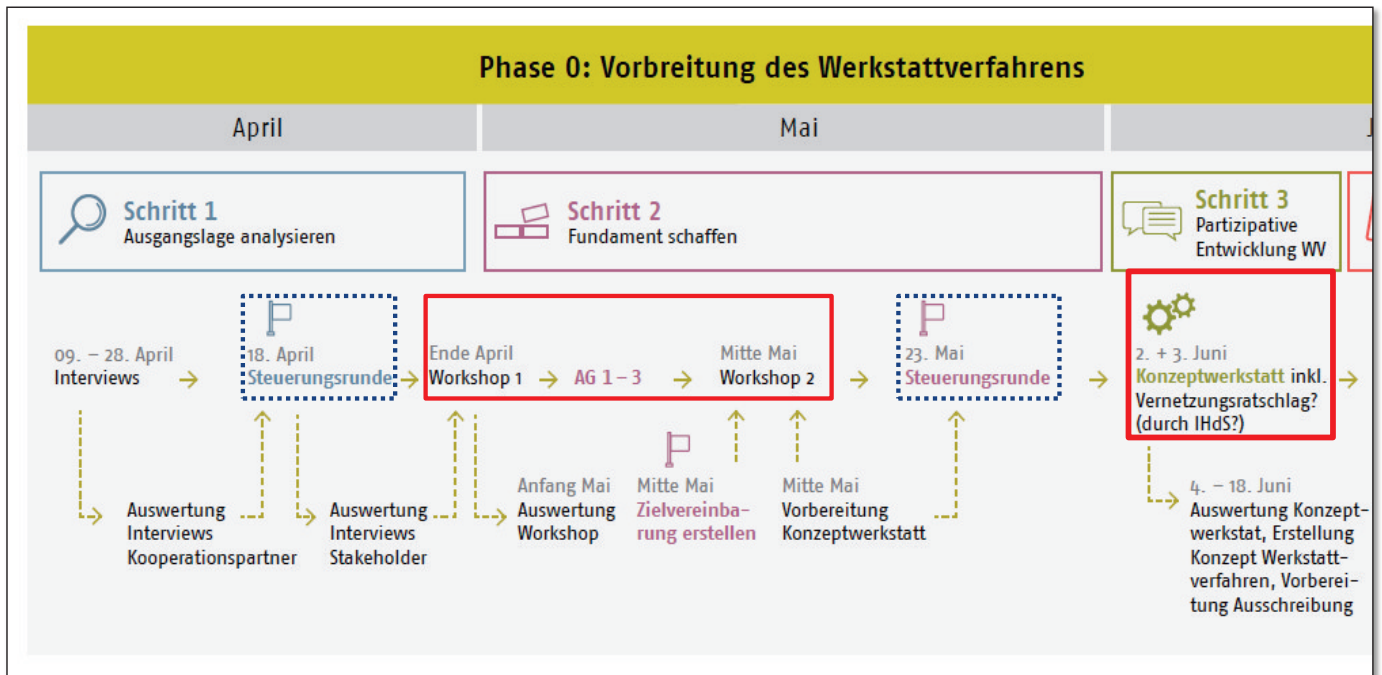 Phase 0: Vorbreitung des Werkstattverfahrens
April
Mai
J
Schritt 1
Ausgangslage analysieren
Schritt 2
Fundament schaffen
Schritt 3
Partizipative
Entwicklung WV
09. – 28. April
Interviews
18. April
Steuerungsrunde
Ende April
Workshop 1
AG 1 – 3
Mitte Mai
Workshop 2
23. Mai
Steuerungsrunde
2. + 3. Juni
Konzeptwerkstatt inkl.
Vernetzungsratschlag?
(durch IHdS?)
Auswertung
Interviews
Kooperationspartner
Auswertung
Interviews
Stakeholder
Anfang Mai
Auswertung
Workshop
Mitte Mai
Zielvereinba-
rung erstellen
Mitte Mai
Vorbereitung
Konzeptwerkstatt
4. – 18. Juni
Auswertung Konzept-
werkstat, Erstellung
Konzept Werkstatt-
verfahren, Vorberei-
tung Ausschreibung